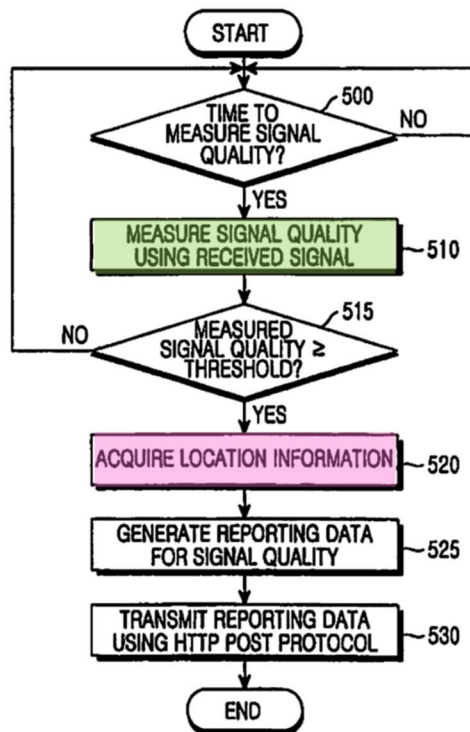 START
500
TIME TO
MEASURE SIGNAL
QUALITY?
NO
YES
MEASURE SIGNAL QUALITY
USING RECEIVED SIGNAL
510
515
NO
MEASURED
SIGNAL QUALITY ≥
THRESHOLD?
YES
ACQUIRE LOCATION INFORMATION
520
GENERATE REPORTING DATA
FOR SIGNAL QUALITY
525
TRANSMIT REPORTING DATA
USING HTTP POST PROTOCOL
530
END